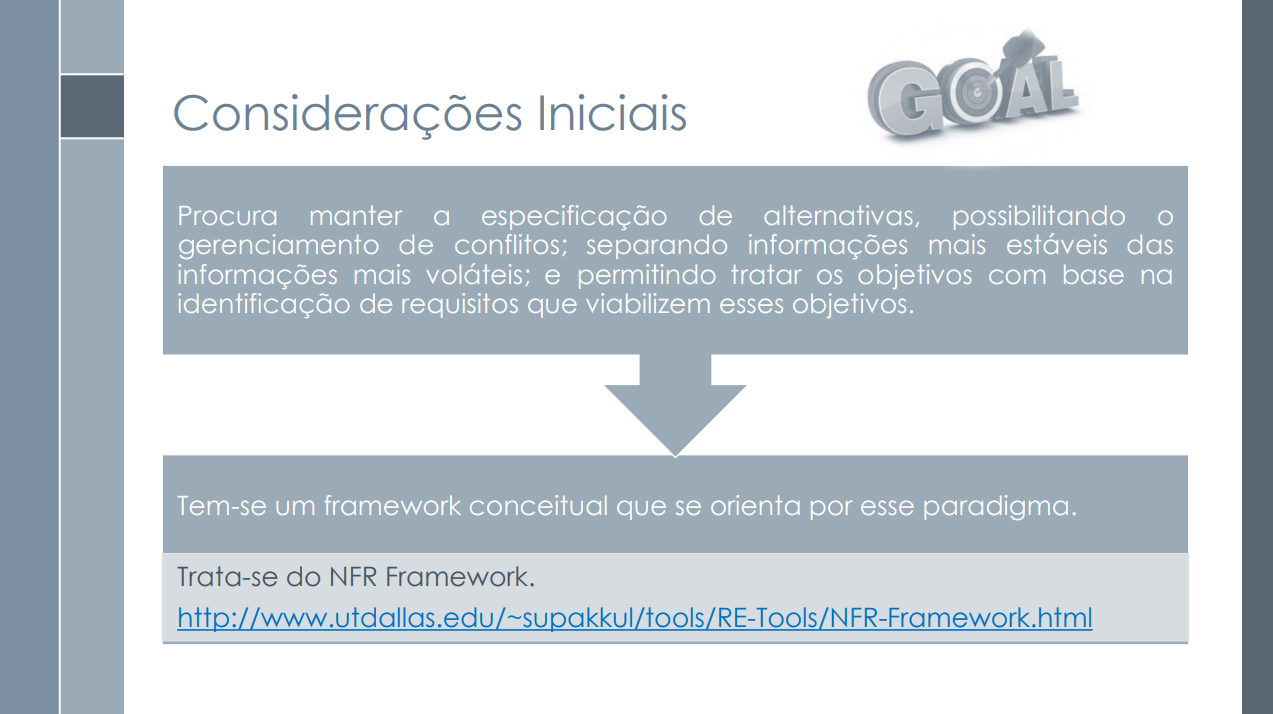 GOAL
Considerações Iniciais
Procura manter a especificação de alternativas, possibilitando o
gerenciamento de conflitos; separando informações mais estáveis das
informações mais voláteis; e permitindo tratar os objetivos com base na
identificação de requisitos que viabilizem esses objetivos.
Tem-se um framework conceitual que se orienta por esse paradigma.
Trata-se do NFR Framework.
http://www.utdallas.edu/~supakkul/tools/RE-Tools/NFR-Framework.html